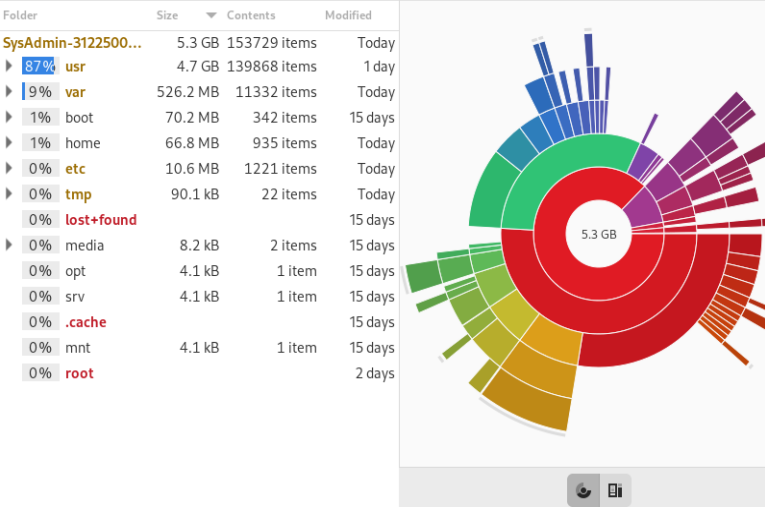 Folder Size Contents Modified
SysAdmin-3122500... 5.3 GB 153729 items Today
87% usr 4.7 GB 139868 items 1 day
9% var 526.2 MB 11332 items Today
1% boot 70.2 MB 342 items 15 days
1% home 66.8 MB 935 items Today
0% etc 10.6 MB 1221 items Today
0% tmp 90.1 kB 22 items Today
0% lost+found 15 days
0% media 8.2 kB 2 items 15 days
0% opt 4.1 kB 1 item 15 days
0% srv 4.1 kB 1 item 15 days
0% .cache 15 days
0% mnt 4.1 kB 1 item 15 days
0% root 2 days
5.3 GB